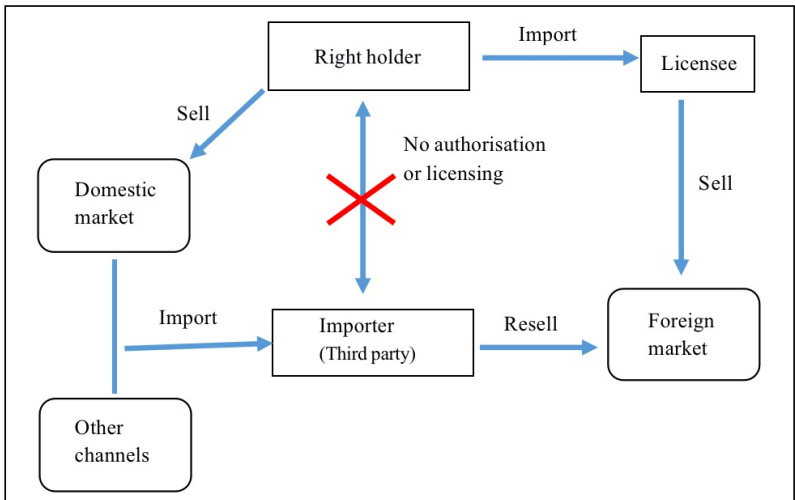 Right holder
Import
Licensee
Sell
No authorisation
or licensing
Domestic
market
Sell
Import
Importer
(Third party)
Resell
Foreign
market
Other
channels